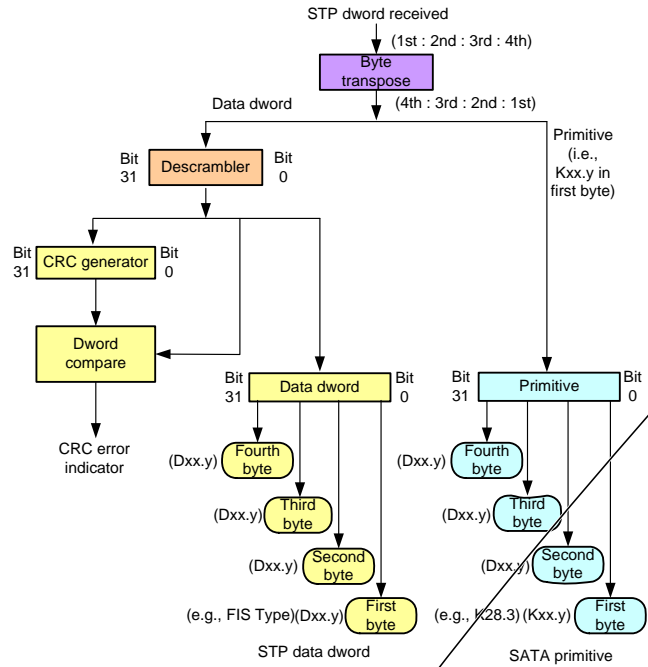 STP dword received
(1st : 2nd : 3rd : 4th)
Byte
transpose
(4th : 3rd : 2nd : 1st)
Data dword
Primitive
(i.e.,
Kxx.y in
first byte)
Bit
31
Descrambler
Bit
0
Bit
31
CRC generator
Bit
0
Dword
compare
CRC error
indicator
Bit
31
Data dword
Bit
0
(Dxx.y)
Fourth
byte
(Dxx.y)
Third
byte
(Dxx.y)
Second
byte
(e.g., FIS Type)
(Dxx.y)
First
byte
STP data dword
Bit
31
Primitive
Bit
0
(Dxx.y)
Fourth
byte
(Dxx.y)
Third
byte
(Dxx.y)
Second
byte
(e.g., K28.3)
(Kxx.y)
First
byte
SATA primitive